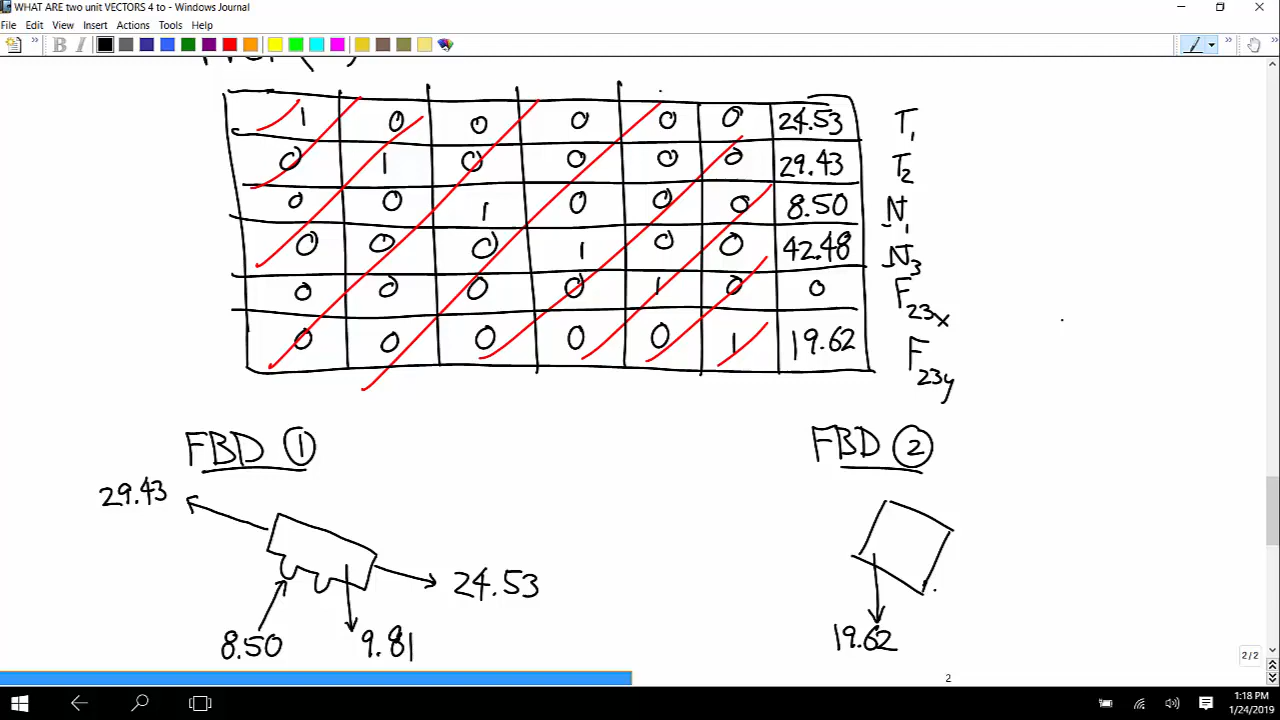 WHAT ARE two unit VECTORS 4 to - Windows Journal
File Edit View Insert Actions Tools Help
B I
1 0 0 0 0 0 24.53 T1
0 1 0 0 0 0 29.43 T2
0 0 1 0 0 0 8.50 N1
0 0 0 1 0 0 42.48 N3
0 0 0 0 1 0 0 F23x
0 0 0 0 0 1 19.62 F23y
FBD 1
FBD 2
29.43
24.53
8.50
9.81
19.62
2/2
2
1:18 PM
1/24/2019